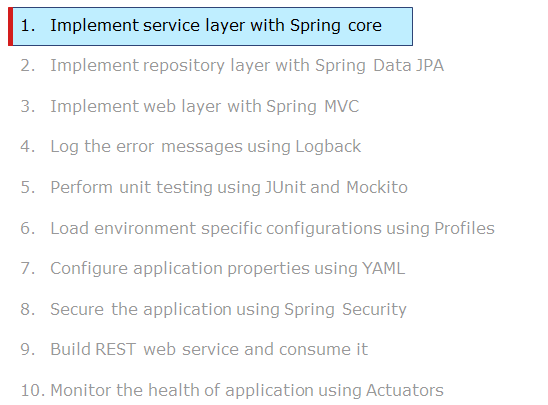 1. Implement service layer with Spring core
2. Implement repository layer with Spring Data JPA
3. Implement web layer with Spring MVC
4. Log the error messages using Logback
5. Perform unit testing using JUnit and Mockito
6. Load environment specific configurations using Profiles
7. Configure application properties using YAML
8. Secure the application using Spring Security
9. Build REST web service and consume it
10. Monitor the health of application using Actuators